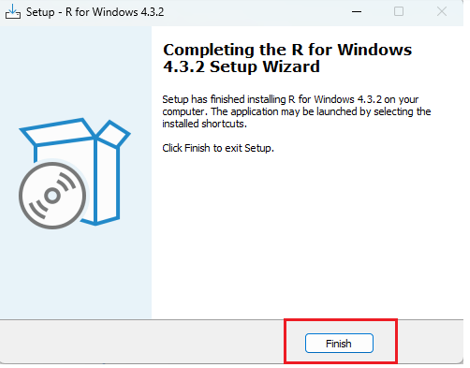 Setup - R for Windows 4.3.2
Completing the R for Windows
4.3.2 Setup Wizard
Setup has finished installing R for Windows 4.3.2 on your
computer. The application may be launched by selecting the
installed shortcuts.
Click Finish to exit Setup.
Finish